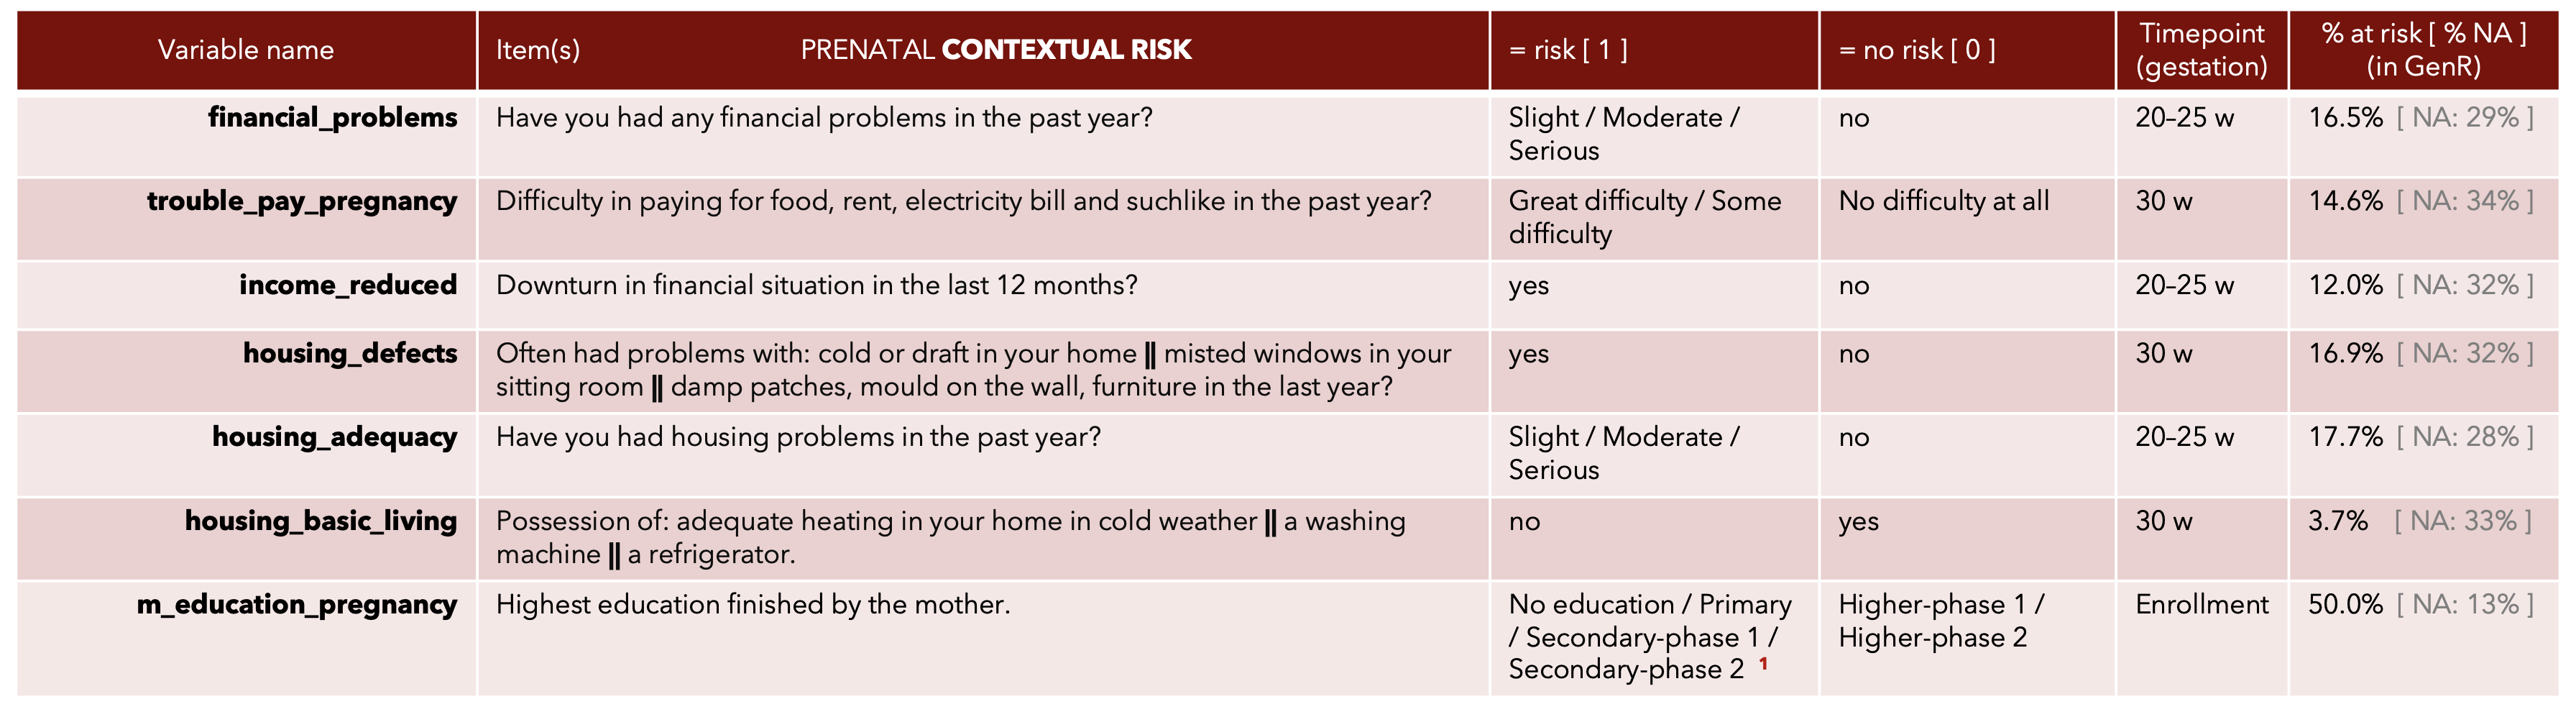 Variable name
Item(s) PRENATAL CONTEXTUAL RISK
= risk [ 1 ]
= no risk [ 0 ]
Timepoint
(gestation)
% at risk [ % NA ]
(in GenR)
financial_problems
Have you had any financial problems in the past year?
Slight / Moderate /
Serious
no
20–25 w
16.5% [ NA: 29% ]
trouble_pay_pregnancy
Difficulty in paying for food, rent, electricity bill and suchlike in the past year?
Great difficulty / Some
difficulty
No difficulty at all
30 w
14.6% [ NA: 34% ]
income_reduced
Downturn in financial situation in the last 12 months?
yes
no
20–25 w
12.0% [ NA: 32% ]
housing_defects
Often had problems with: cold or draft in your home || misted windows in your
sitting room || damp patches, mould on the wall, furniture in the last year?
yes
no
30 w
16.9% [ NA: 32% ]
housing_adequacy
Have you had housing problems in the past year?
Slight / Moderate /
Serious
no
20–25 w
17.7% [ NA: 28% ]
housing_basic_living
Possession of: adequate heating in your home in cold weather || a washing
machine || a refrigerator.
no
yes
30 w
3.7% [ NA: 33% ]
m_education_pregnancy
Highest education finished by the mother.
No education / Primary
/ Secondary-phase 1 /
Secondary-phase 2 1
Higher-phase 1 /
Higher-phase 2
Enrollment
50.0% [ NA: 13% ]